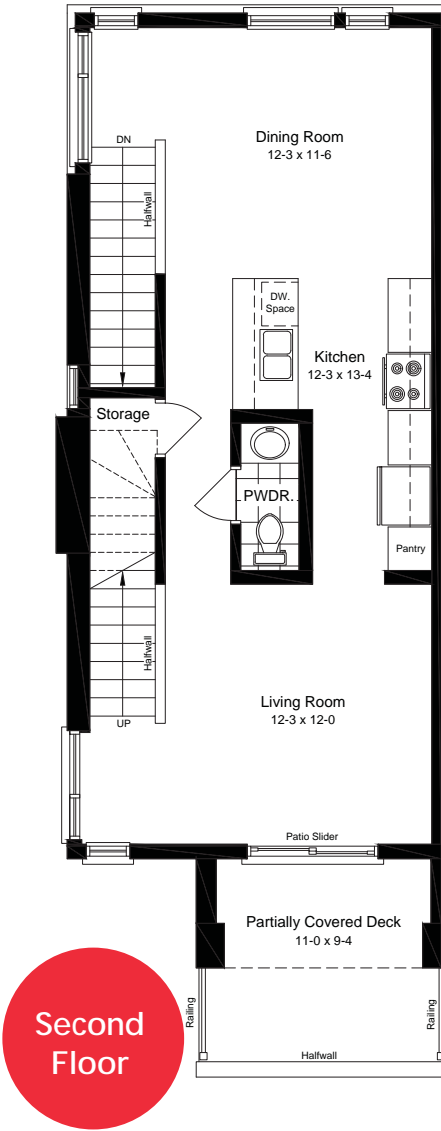 DN
Dining Room
12-3 x 11-6
Halfwall
DW.
Space
Kitchen
12-3 x 13-4
Storage
PWDR.
Pantry
Halfwall
Living Room
12-3 x 12-0
UP
Patio Slider
Partially Covered Deck
11-0 x 9-4
Railing
Railing
Second
Floor
Halfwall